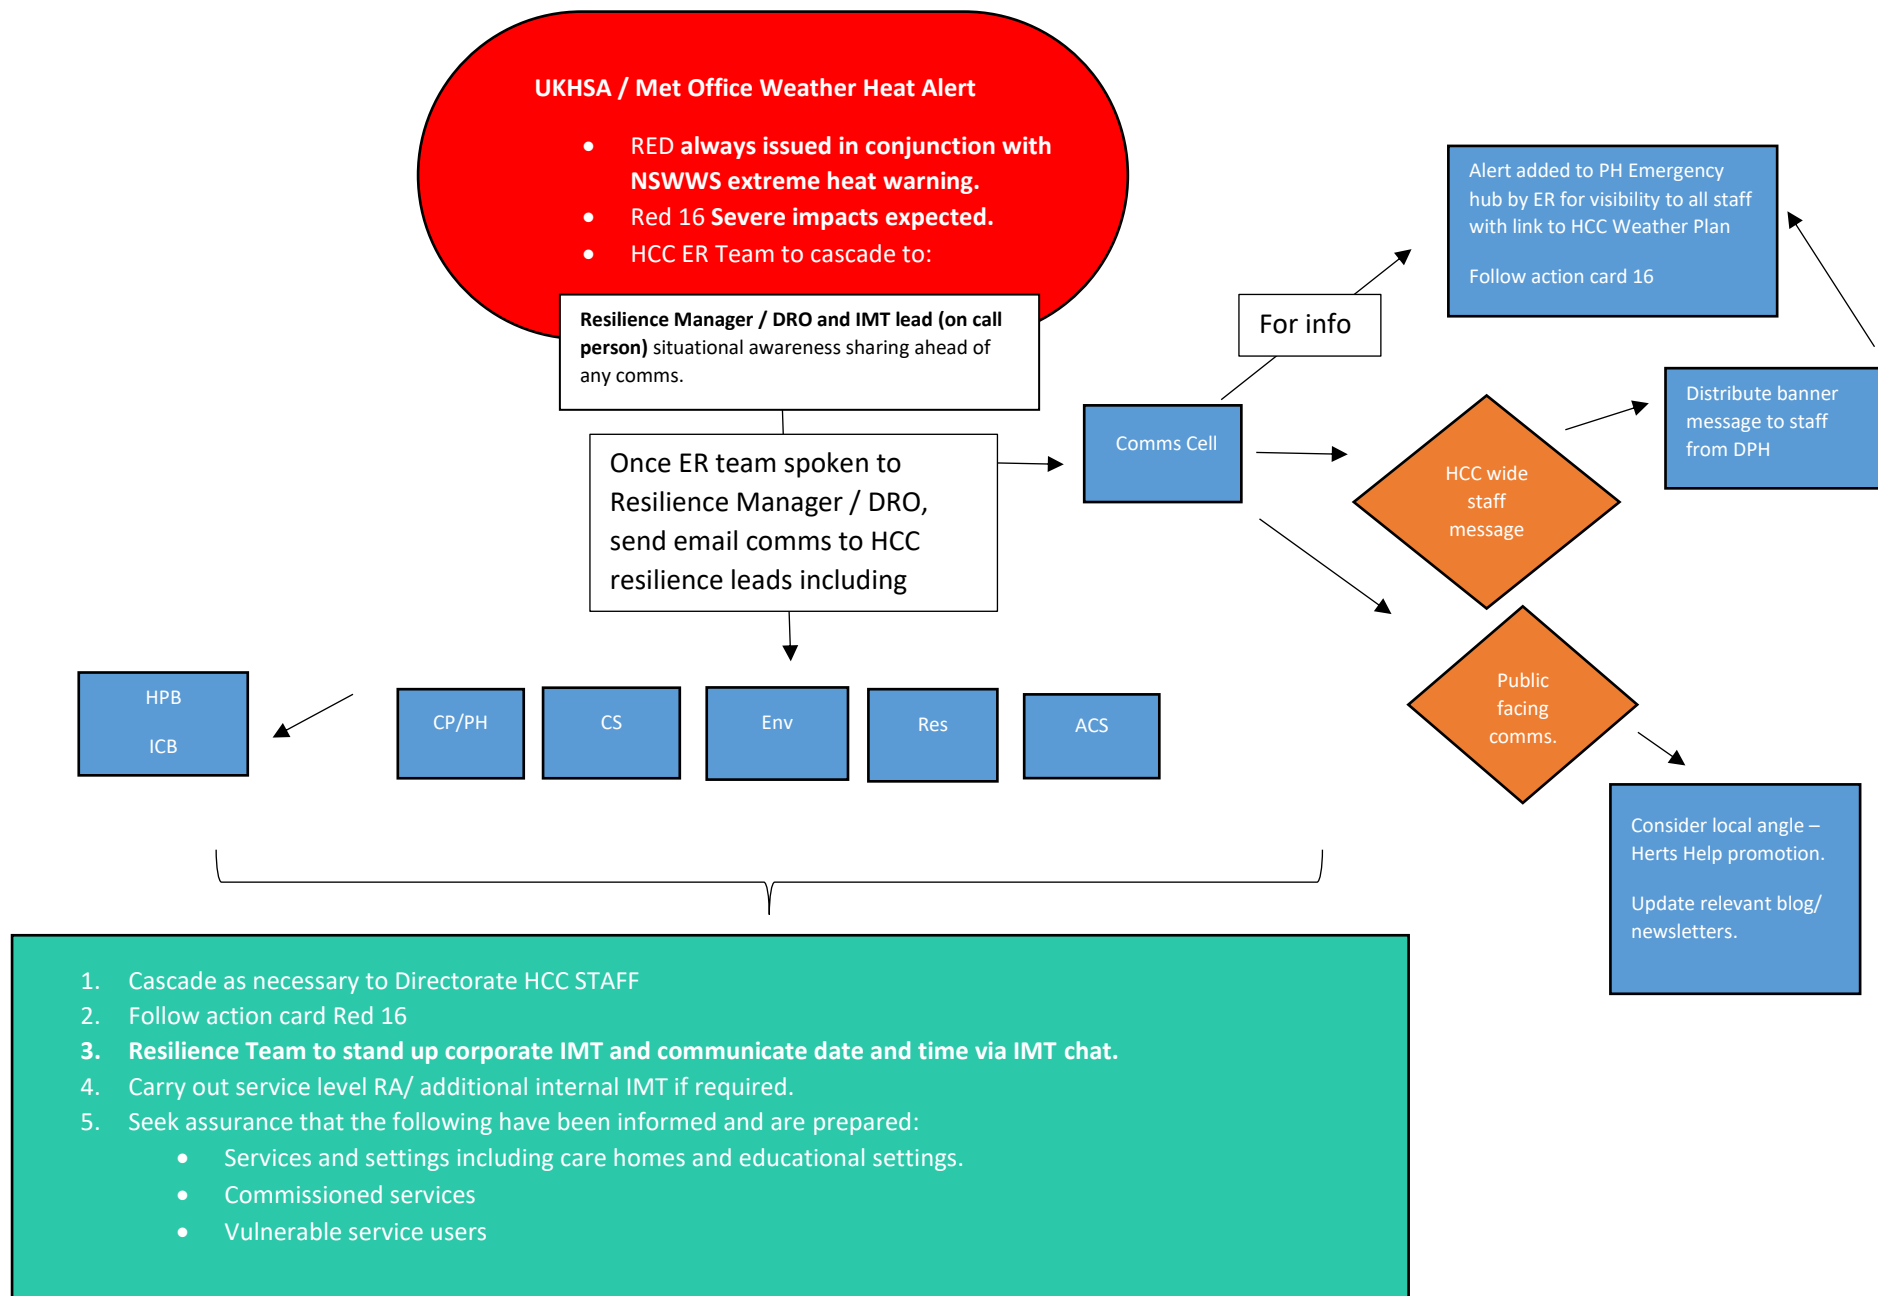 UKHSA / Met Office Weather Heat Alert
• RED always issued in conjunction with
NSWWS extreme heat warning.
• Red 16 Severe impacts expected.
• HCC ER Team to cascade to:
Resilience Manager / DRO and IMT lead (on call
person) situational awareness sharing ahead of
any comms.
Once ER team spoken to
Resilience Manager / DRO,
send email comms to HCC
resilience leads including
Comms Cell
For info
Alert added to PH Emergency
hub by ER for visibility to all staff
with link to HCC Weather Plan
Follow action card 16
HCC wide
staff
message
Distribute banner
message to staff
from DPH
Public
facing
comms.
Consider local angle –
Herts Help promotion.
Update relevant blog/
newsletters.
HPB
ICB
CP/PH
CS
Env
Res
ACS
1. Cascade as necessary to Directorate HCC STAFF
2. Follow action card Red 16
3. Resilience Team to stand up corporate IMT and communicate date and time via IMT chat.
4. Carry out service level RA/ additional internal IMT if required.
5. Seek assurance that the following have been informed and are prepared:
• Services and settings including care homes and educational settings.
• Commissioned services
• Vulnerable service users